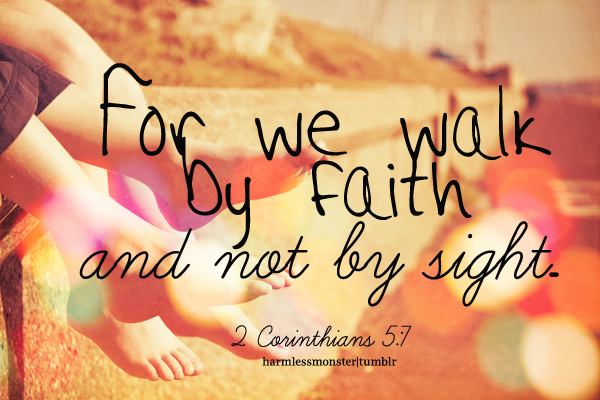 For we walk
by faith
and not by sight.
2 Corinthians 5:7
harmlessmonster|tumblr